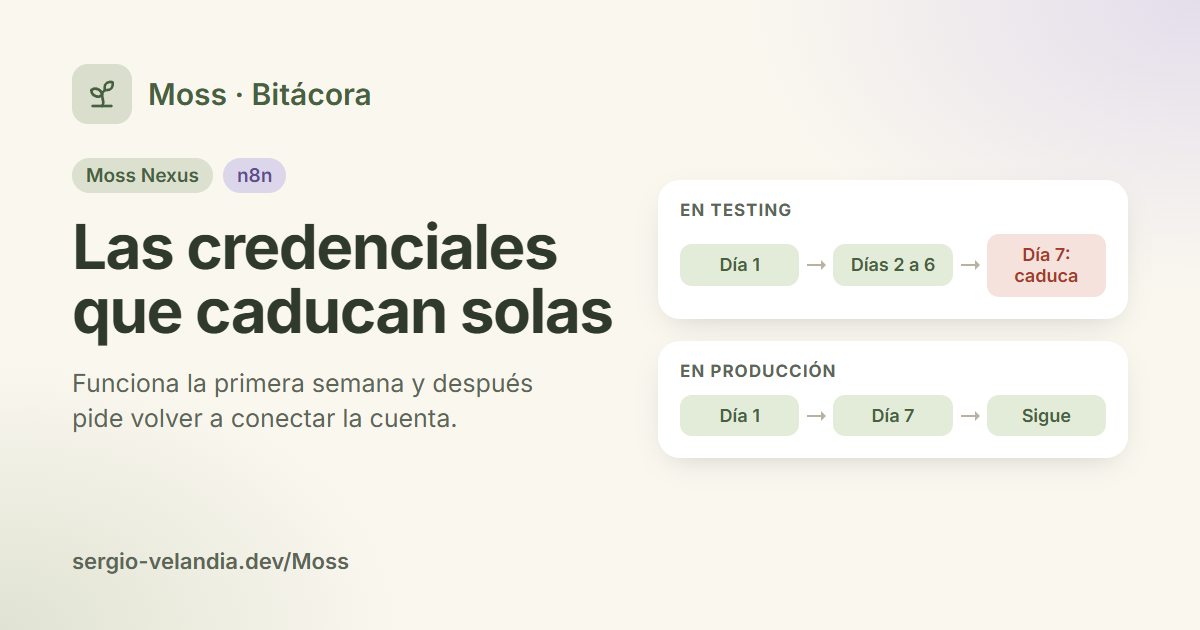 Moss · Bitácora
Moss Nexus
n8n
Las credenciales
que caducan solas
Funciona la primera semana y después
pide volver a conectar la cuenta.
EN TESTING
Día 1
Días 2 a 6
Día 7:
caduca
EN PRODUCCIÓN
Día 1
Día 7
Sigue
sergio-velandia.dev/Moss